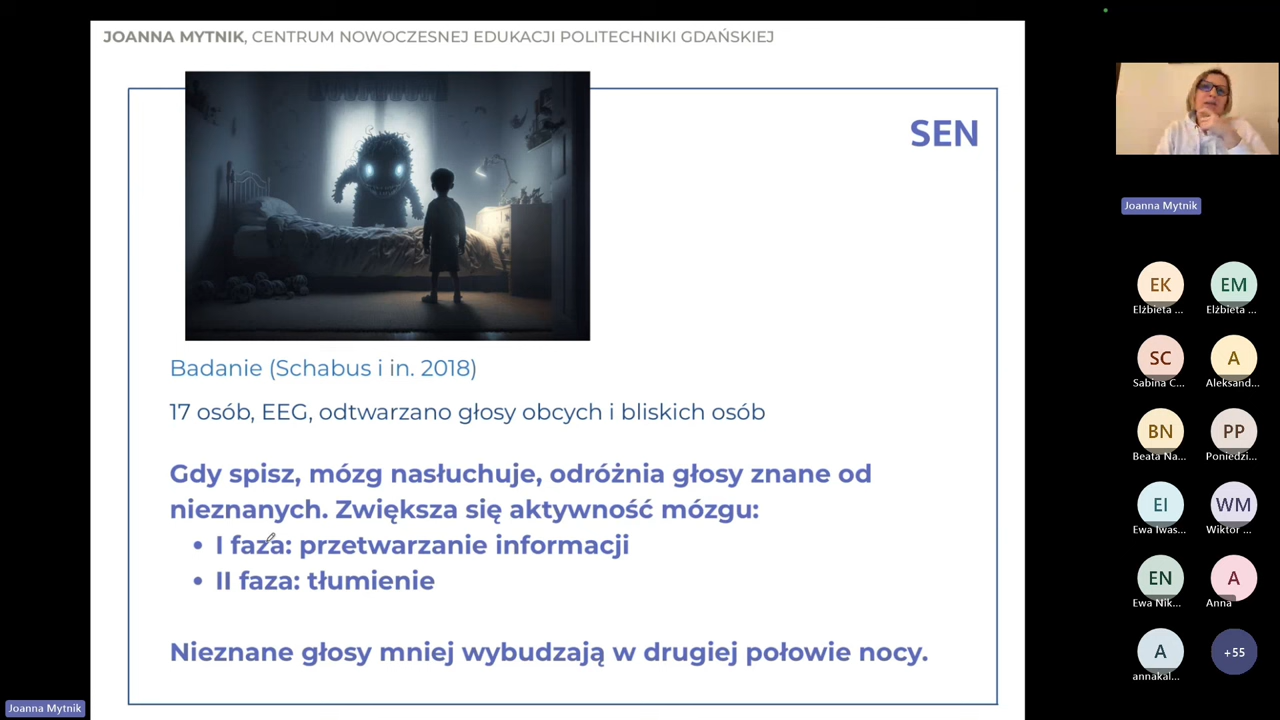 JOANNA MYTNIK, CENTRUM NOWOCZESNEJ EDUKACJI POLITECHNIKI GDAŃSKIEJ
SEN
Badanie (Schabus i in. 2018)
17 osób, EEG, odtwarzano głosy obcych i bliskich osób
Gdy spisz, mózg nasłuchuje, odróżnia głosy znane od
nieznanych. Zwiększa się aktywność mózgu:
• I faza: przetwarzanie informacji
• II faza: tłumienie
Nieznane głosy mniej wybudzają w drugiej połowie nocy.
Joanna Mytnik
Joanna Mytnik
EK EM
Elżbieta ... Elżbieta ...
SC A
Sabina C... Aleksand...
BN PP
Beata Na... Poniedzi...
EI WM
Ewa Iwas... Wiktor ...
EN A
Ewa Nik... Anna
A +55
annakal...